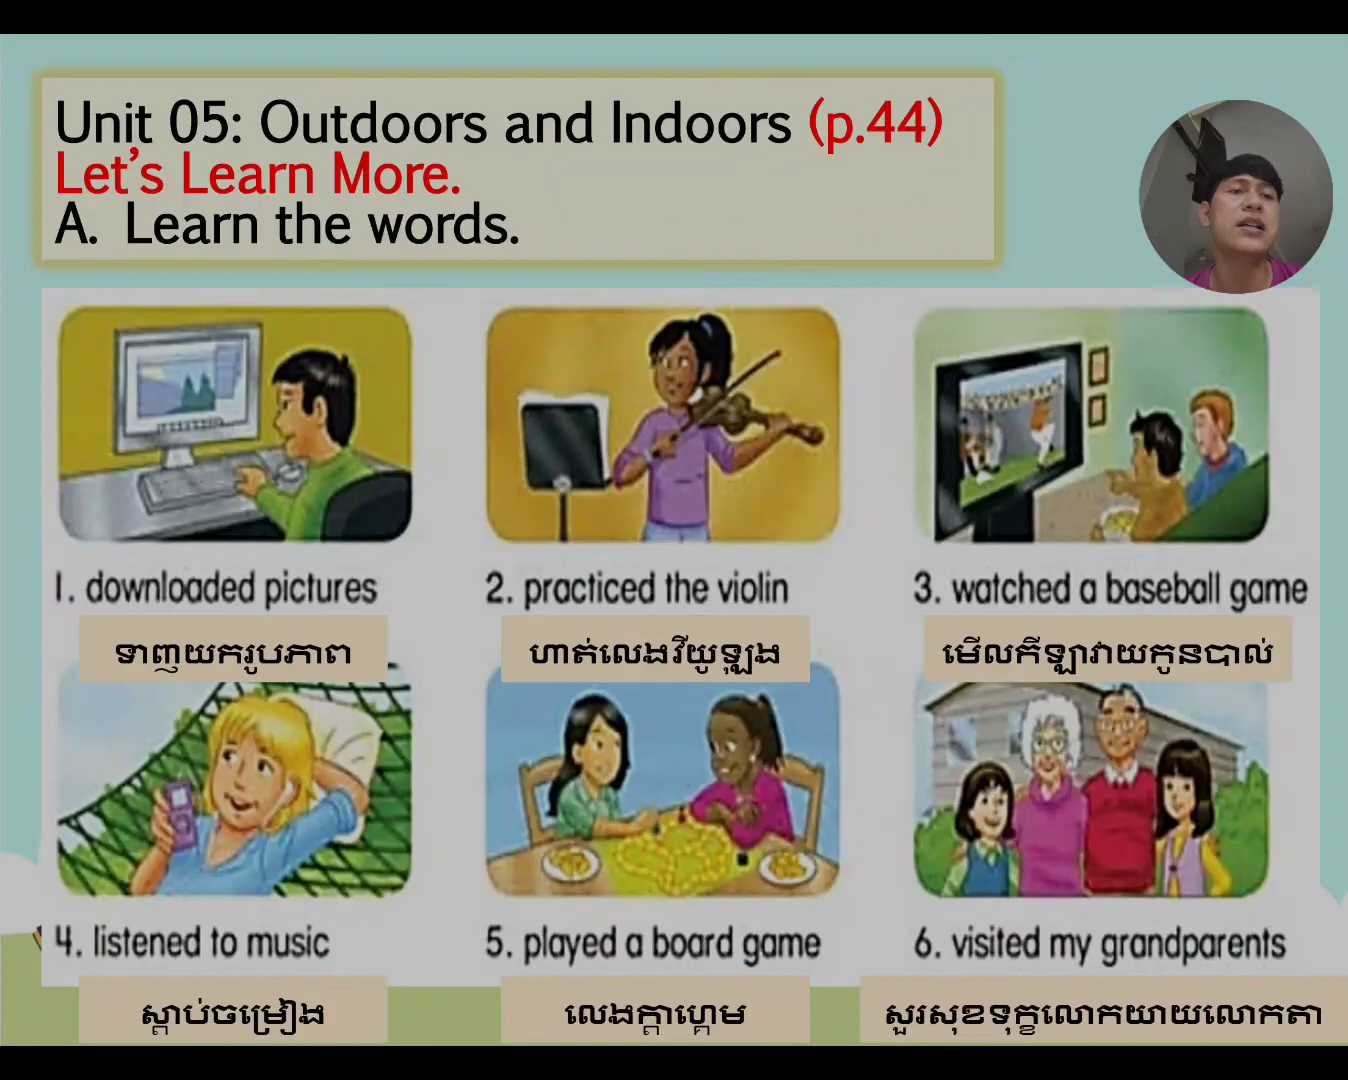 Unit 05: Outdoors and Indoors (p.44)
Let's Learn More.
A. Learn the words.
1. downloaded pictures
2. practiced the violin
3. watched a baseball game
ទាញយករូបភាព
ហាត់លេងវីយូឡុង
មើលកីឡាវាយកូនបាល់
4. listened to music
5. played a board game
6. visited my grandparents
ស្តាប់ចម្រៀង
លេងក្តាហ្គេម
សួរសុខទុក្ខលោកយាយលោកតា